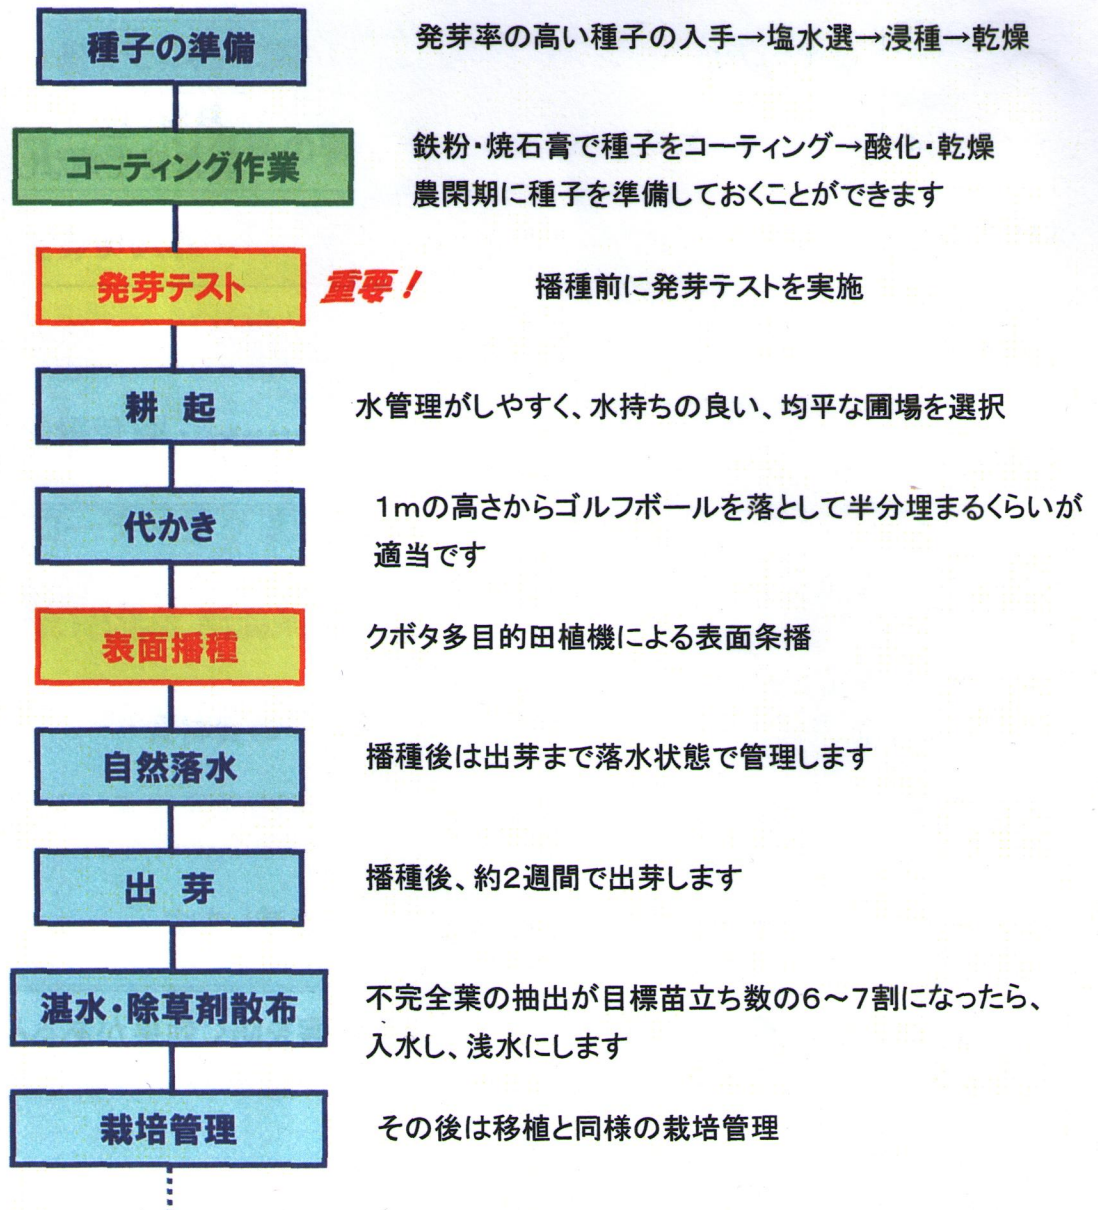 種子の準備
発芽率の高い種子の入手→塩水選→浸種→乾燥
コーティング作業
鉄粉・焼石膏で種子をコーティング→酸化・乾燥
農閑期に種子を準備しておくことができます
発芽テスト
重要！
播種前に発芽テストを実施
耕 起
水管理がしやすく、水持ちの良い、均平な圃場を選択
代かき
１ｍの高さからゴルフボールを落として半分埋まるくらいが
適当です
表面播種
クボタ多目的田植機による表面条播
自然落水
播種後は出芽まで落水状態で管理します
出 芽
播種後、約２週間で出芽します
湛水・除草剤散布
不完全葉の抽出が目標苗立ち数の６～７割になったら、
入水し、浅水にします
栽培管理
その後は移植と同様の栽培管理